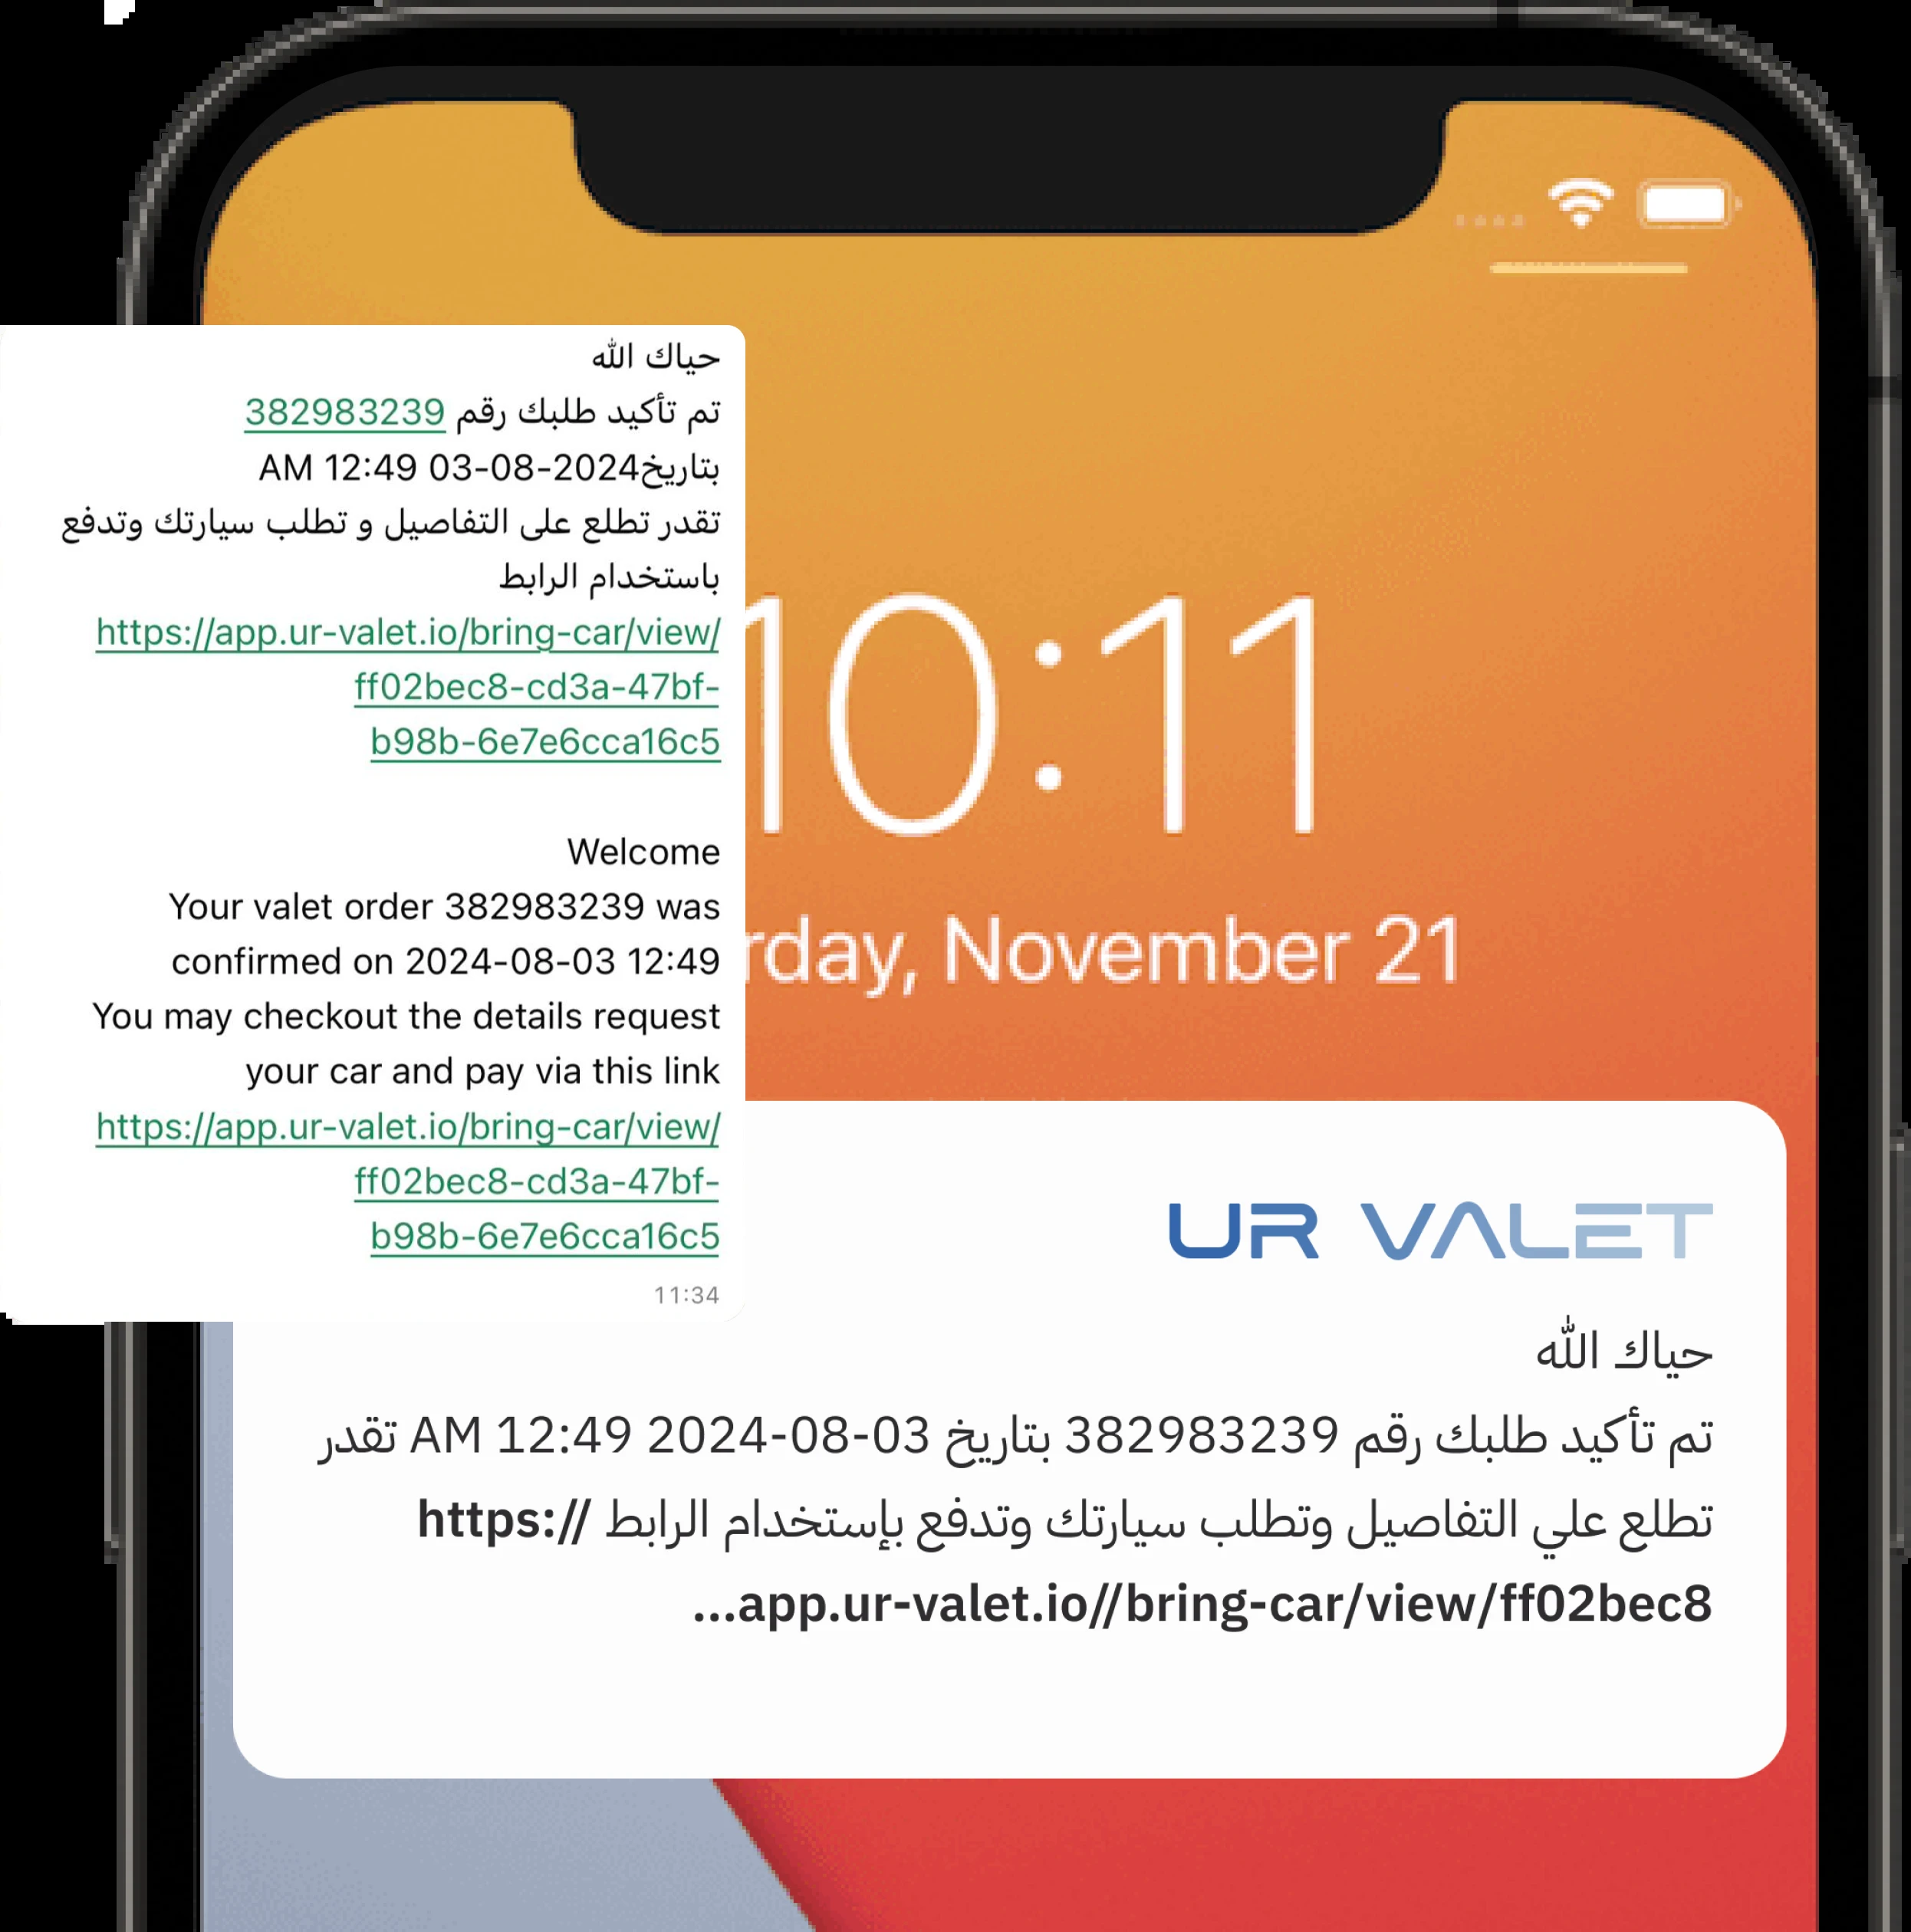 حياك الله
تم تأكيد طلبك رقم 382983239
بتاريخ2024-08-03 12:49 AM
تقدر تطلع على التفاصيل و تطلب سيارتك وتدفع
باستخدام الرابط
https://app.ur-valet.io/bring-car/view/
ff02bec8-cd3a-47bf-
b98b-6e7e6cca16c5
Welcome
Your valet order 382983239 was
confirmed on 2024-08-03 12:49
You may checkout the details request
your car and pay via this link
https://app.ur-valet.io/bring-car/view/
ff02bec8-cd3a-47bf-
b98b-6e7e6cca16c5
11:34
10:11
rday, November 21
UR VALET
حياك الله
تم تأكيد طلبك رقم 382983239 بتاريخ 03-08-2024 12:49 AM تقدر
تطلع علي التفاصيل وتطلب سيارتك وتدفع بإستخدام الرابط https://
app.ur-valet.io//bring-car/view/ff02bec8...